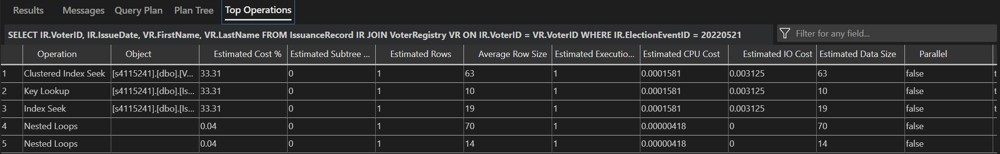 Results Messages Query Plan Plan Tree Top Operations
SELECT IR.VoterID, IR.IssueDate, VR.FirstName, VR.LastName FROM IssuanceRecord IR JOIN VoterRegistry VR ON IR.VoterID = VR.VoterID WHERE IR.ElectionEventID = 20220521 Filter for any field...
Operation Object Estimated Cost % Estimated Subtree ... Estimated Rows Average Row Size Estimated Executio... Estimated CPU Cost Estimated IO Cost Estimated Data Size Parallel
1 Clustered Index Seek [s4115241].[dbo].[V... 33.31 0 1 63 1 0.0001581 0.003125 63 false t
2 Key Lookup [s4115241].[dbo].[Is... 33.31 0 1 10 1 0.0001581 0.003125 10 false t
3 Index Seek [s4115241].[dbo].[Is... 33.31 0 1 19 1 0.0001581 0.003125 19 false t
4 Nested Loops 0.04 0 1 70 1 0.00000418 0 70 false
5 Nested Loops 0.04 0 1 14 1 0.00000418 0 14 false